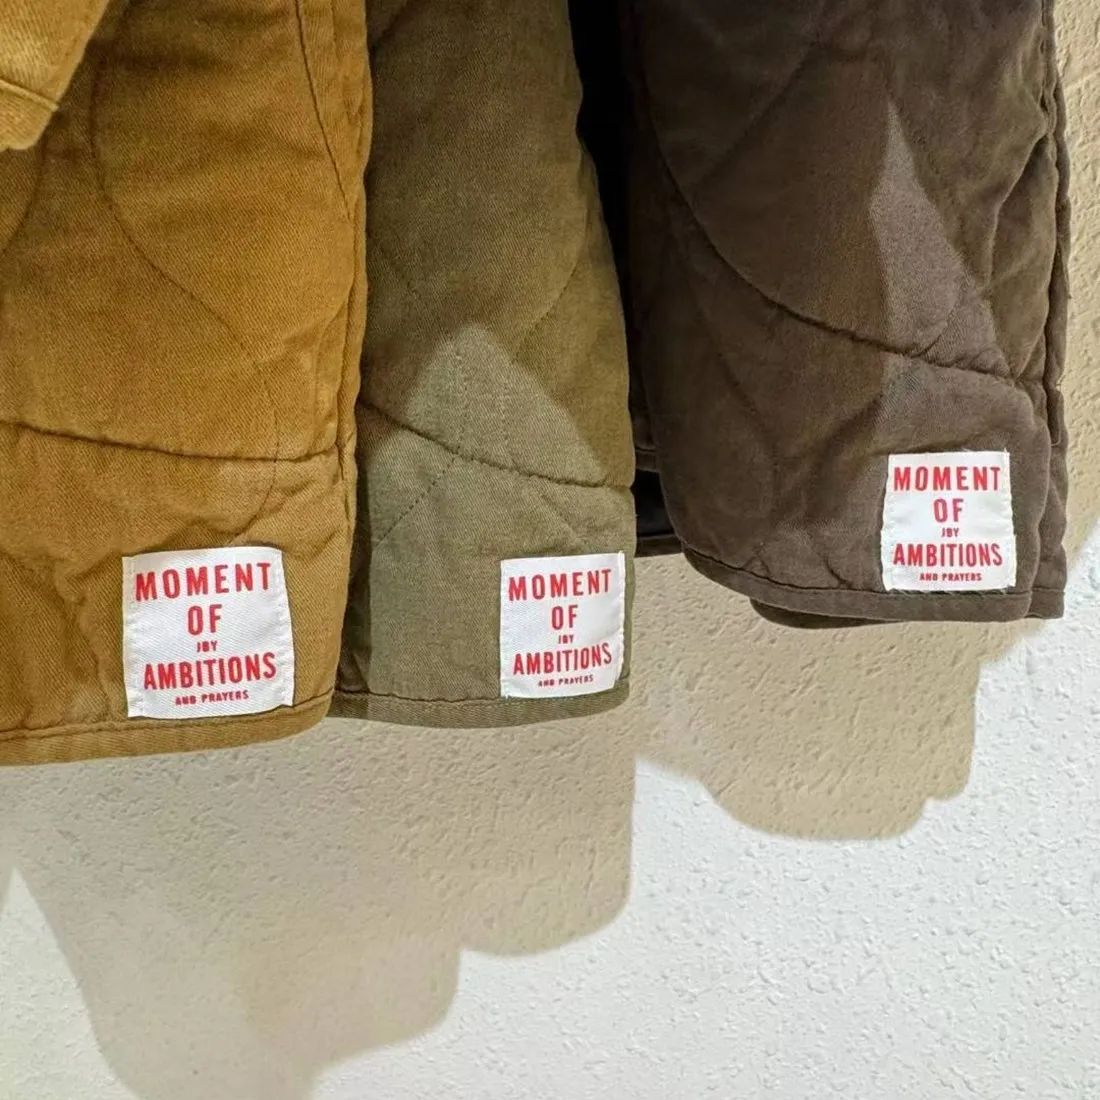 MOMENT
OF
JOY
AMBITIONS
AND PRAYERS
MOMENT
OF
JOY
AMBITIONS
AND PRAYERS
MOMENT
OF
JOY
AMBITIONS
AND PRAYERS